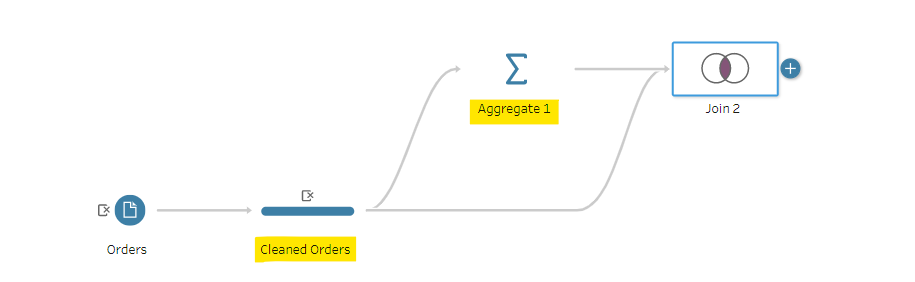 Aggregate 1
Join 2
Orders
Cleaned Orders